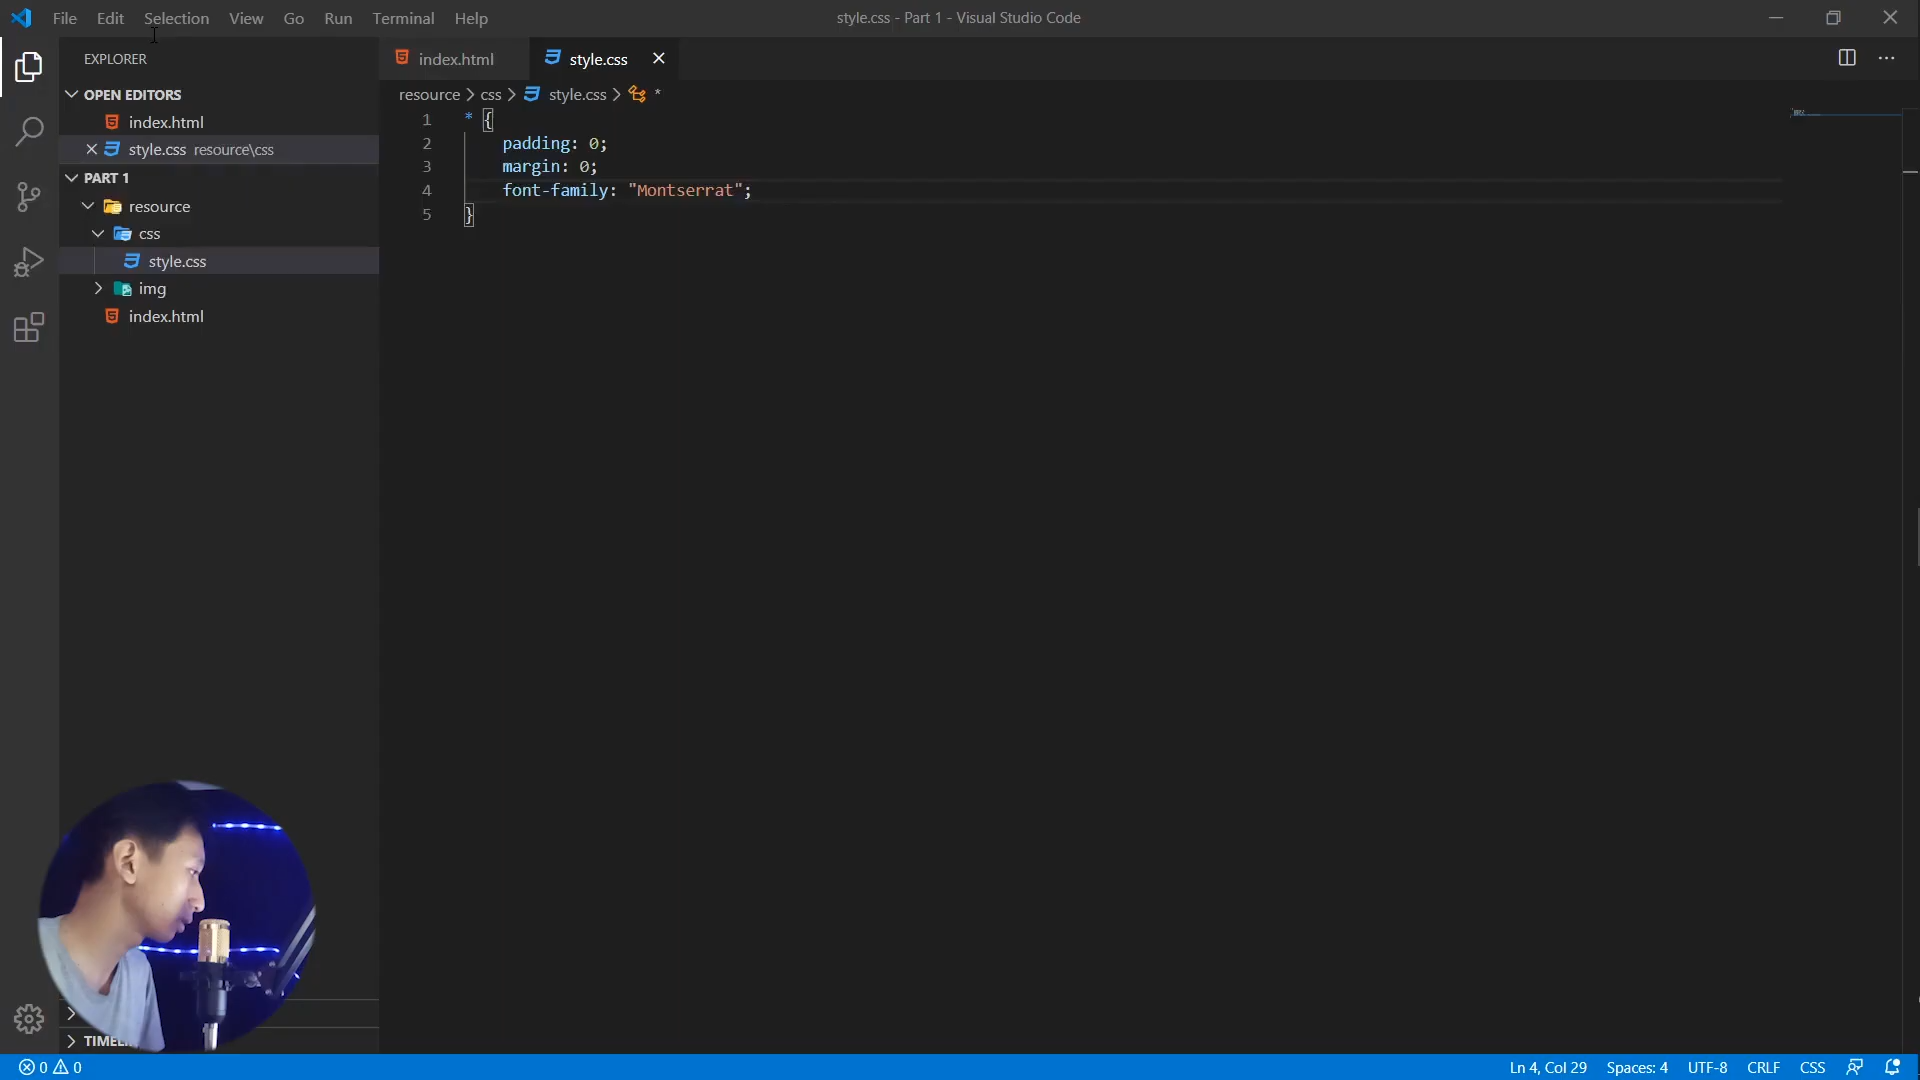 File Edit Selection View Go Run Terminal Help
style.css - Part 1 - Visual Studio Code
EXPLORER
OPEN EDITORS
index.html
style.css resource\css
PART 1
resource
css
style.css
img
index.html
index.html
style.css
resource > css > style.css > *
1 * {
2 padding: 0;
3 margin: 0;
4 font-family: "Montserrat";
5 }
0 0
Ln 4, Col 29 Spaces: 4 UTF-8 CRLF CSS